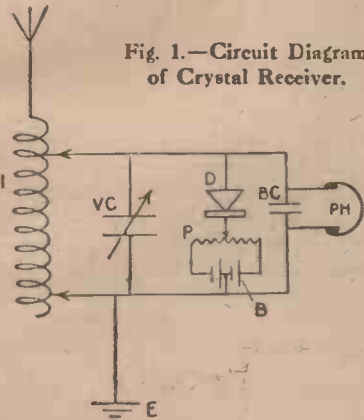 Fig. 1.—Circuit Diagram
of Crystal Receiver.
I
VC
D
BC
PH
P
B
E